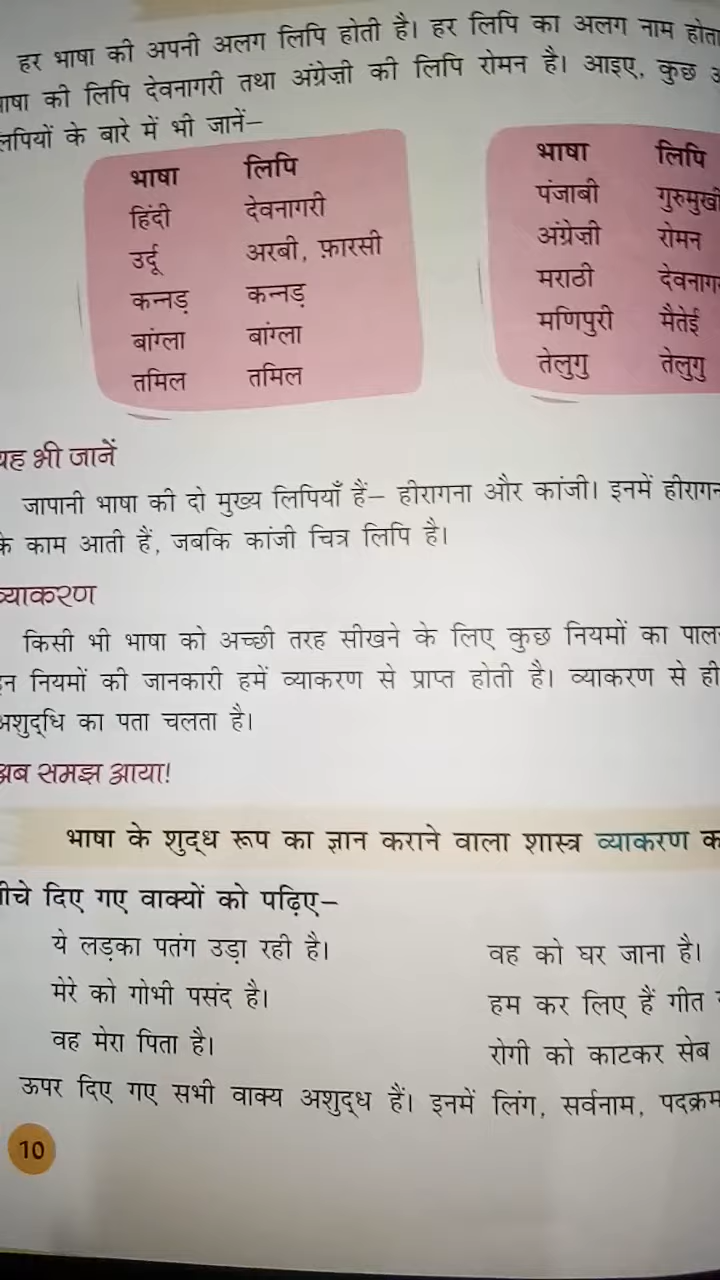 हर भाषा की अपनी अलग लिपि होती है। हर लिपि का अलग नाम होता
की लिपि देवनागरी तथा अंग्रेज़ी की लिपि रोमन है। आइए, कुछ
के बारे में भी जानें–
भाषा लिपि
हिंदी देवनागरी
उर्दू अरबी, फ़ारसी
कन्नड़ कन्नड़
बांग्ला बांग्ला
तमिल तमिल
भाषा लिपि
पंजाबी गुरुमुखी
अंग्रेज़ी रोमन
मराठी देवनाग
मणिपुरी मैतेई
तेलुगु तेलुगु
यह भी जानें
जापानी भाषा की दो मुख्य लिपियाँ हैं– हीरागना और कांजी। इनमें हीरागन
के काम आती हैं, जबकि कांजी चित्र लिपि है।
व्याकरण
किसी भी भाषा को अच्छी तरह सीखने के लिए कुछ नियमों का पाल
इन नियमों की जानकारी हमें व्याकरण से प्राप्त होती है। व्याकरण से ही
अशुद्धि का पता चलता है।
अब समझ आया!
भाषा के शुद्ध रूप का ज्ञान कराने वाला शास्त्र व्याकरण क
नीचे दिए गए वाक्यों को पढ़िए–
ये लड़का पतंग उड़ा रही है। वह को घर जाना है।
मेरे को गोभी पसंद है। हम कर लिए हैं गीत
वह मेरा पिता है। रोगी को काटकर सेब
ऊपर दिए गए सभी वाक्य अशुद्ध हैं। इनमें लिंग, सर्वनाम, पदक्रम
10